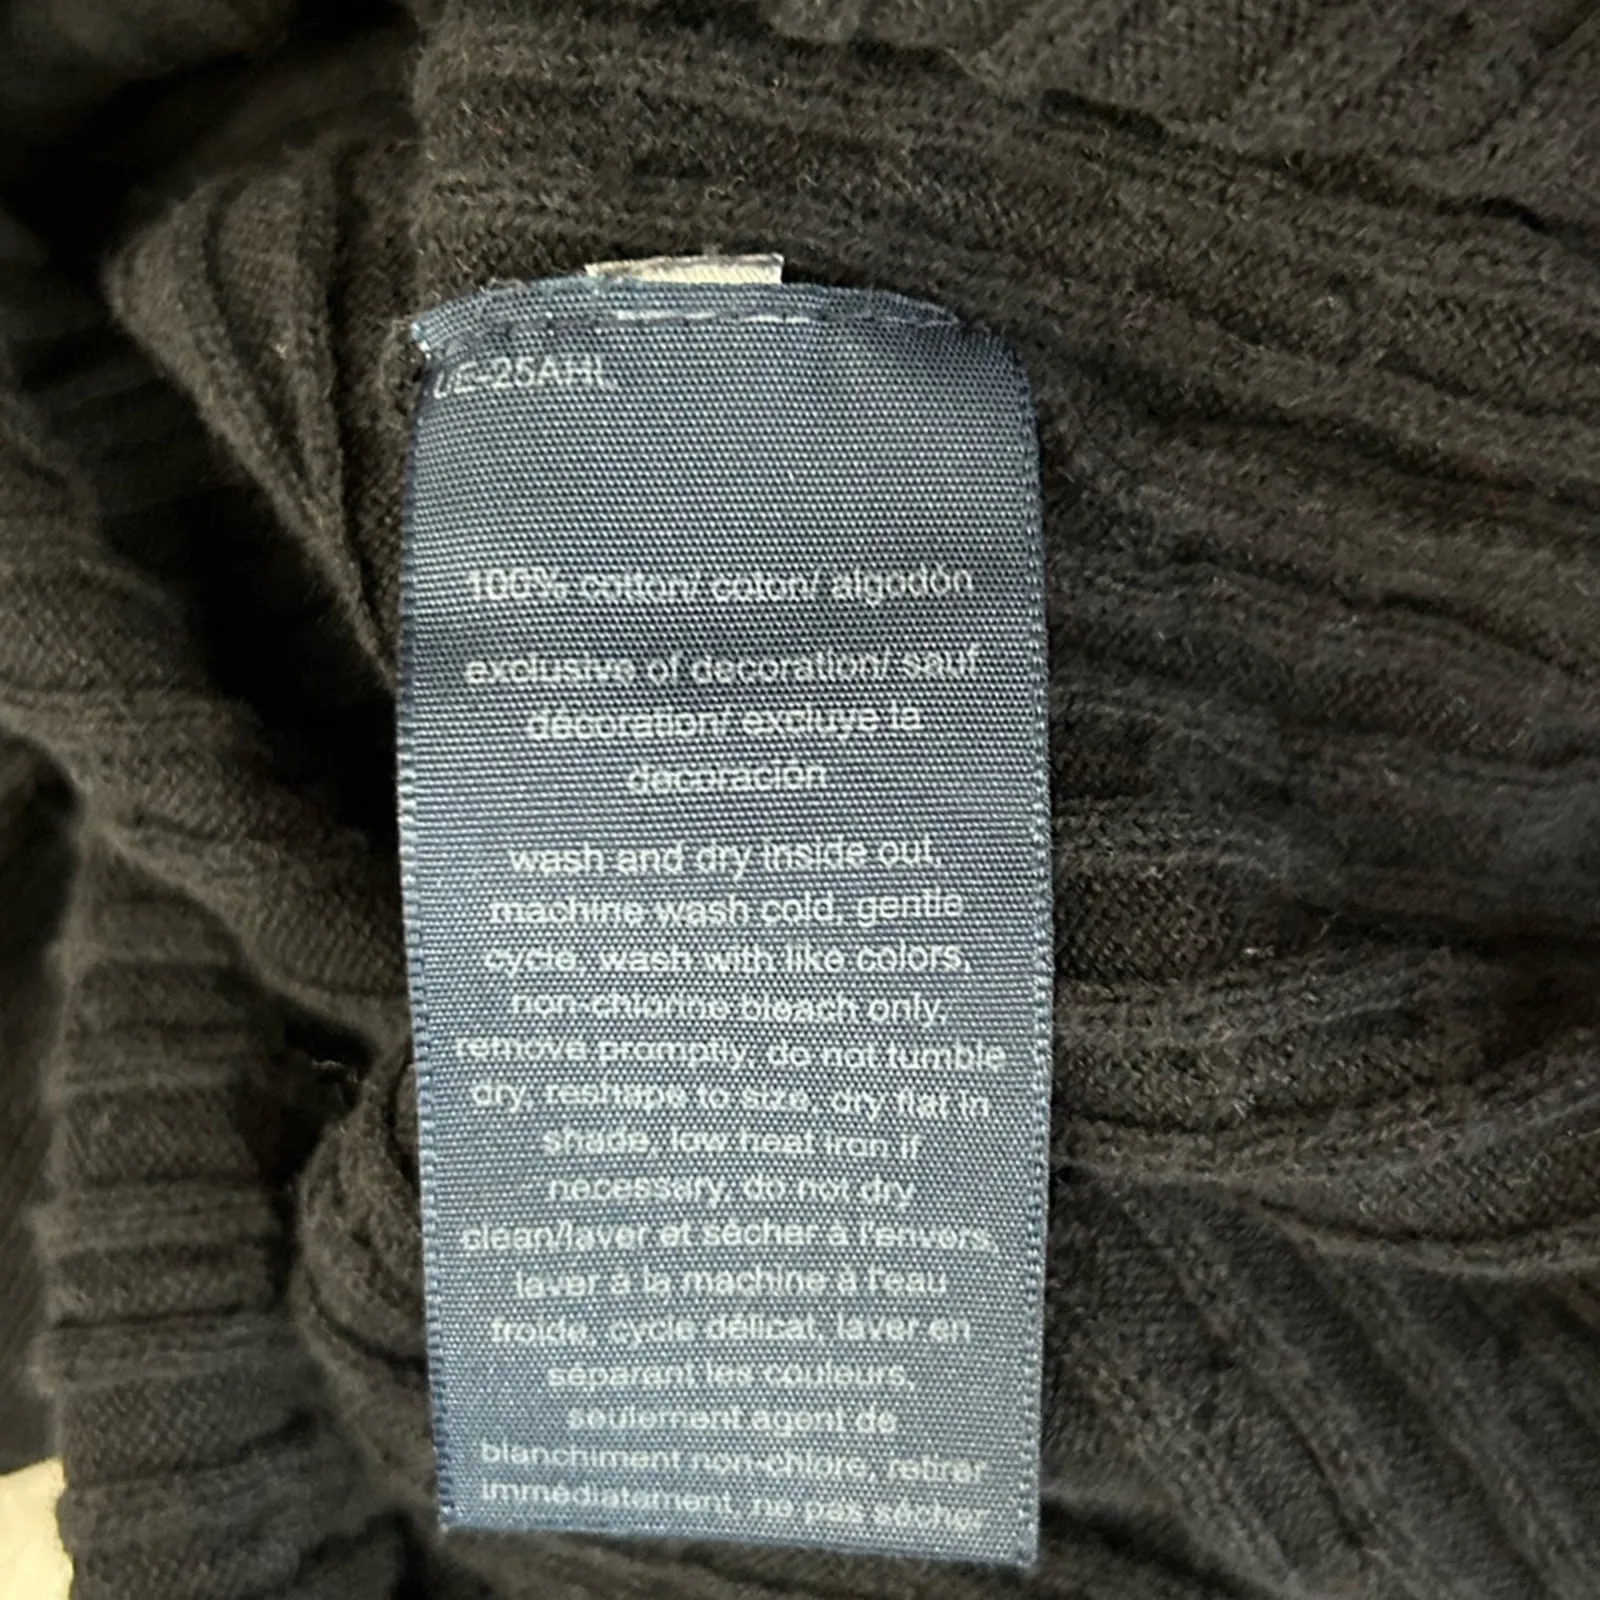 100% cotton/ coton/ algodón
exclusive of decoration/ sauf
décoration/ excluye la
decoración
wash and dry inside out,
machine wash cold, gentle
cycle, wash with like colors,
non-chlorine bleach only,
remove promptly, do not tumble
dry, reshape to size, dry flat in
shade, low heat iron if
necessary, do not dry
clean/laver et sécher à l'envers,
laver à la machine à l'eau
froide, cycle délicat, laver en
séparant les couleurs,
seulement agent de
blanchiment non-chlore, retirer
immédiatement, ne pas sécher